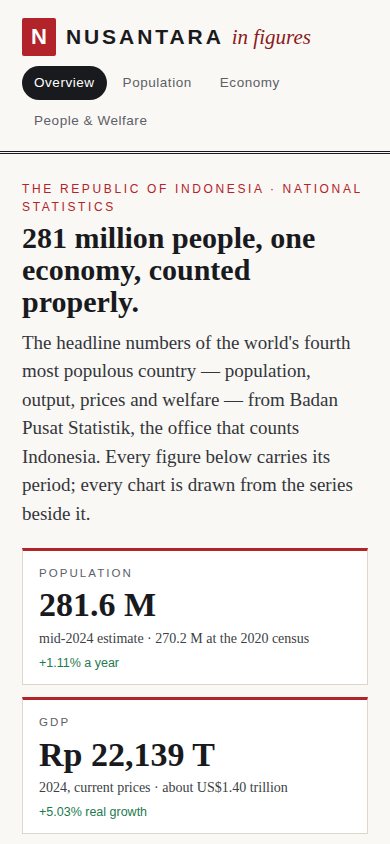 N NUSANTARA in figures
Overview Population Economy
People & Welfare
THE REPUBLIC OF INDONESIA · NATIONAL
STATISTICS
281 million people, one
economy, counted
properly.
The headline numbers of the world's fourth
most populous country — population,
output, prices and welfare — from Badan
Pusat Statistik, the office that counts
Indonesia. Every figure below carries its
period; every chart is drawn from the series
beside it.
POPULATION
281.6 M
mid-2024 estimate · 270.2 M at the 2020 census
+1.11% a year
GDP
Rp 22,139 T
2024, current prices · about US$1.40 trillion
+5.03% real growth